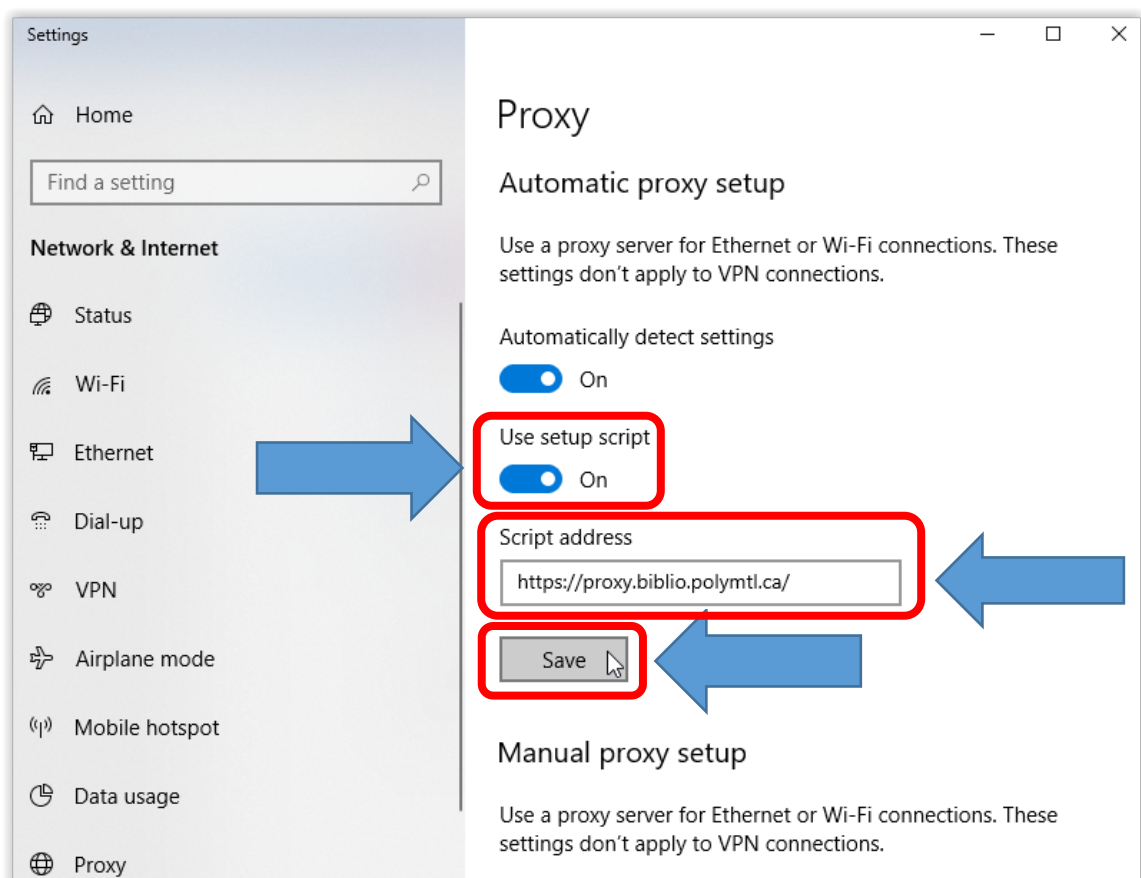 Settings
Home
Find a setting
Network & Internet
Status
Wi-Fi
Ethernet
Dial-up
VPN
Airplane mode
Mobile hotspot
Data usage
Proxy
Proxy
Automatic proxy setup
Use a proxy server for Ethernet or Wi-Fi connections. These
settings don't apply to VPN connections.
Automatically detect settings
On
Use setup script
On
Script address
https://proxy.biblio.polymtl.ca/
Save
Manual proxy setup
Use a proxy server for Ethernet or Wi-Fi connections. These
settings don't apply to VPN connections.